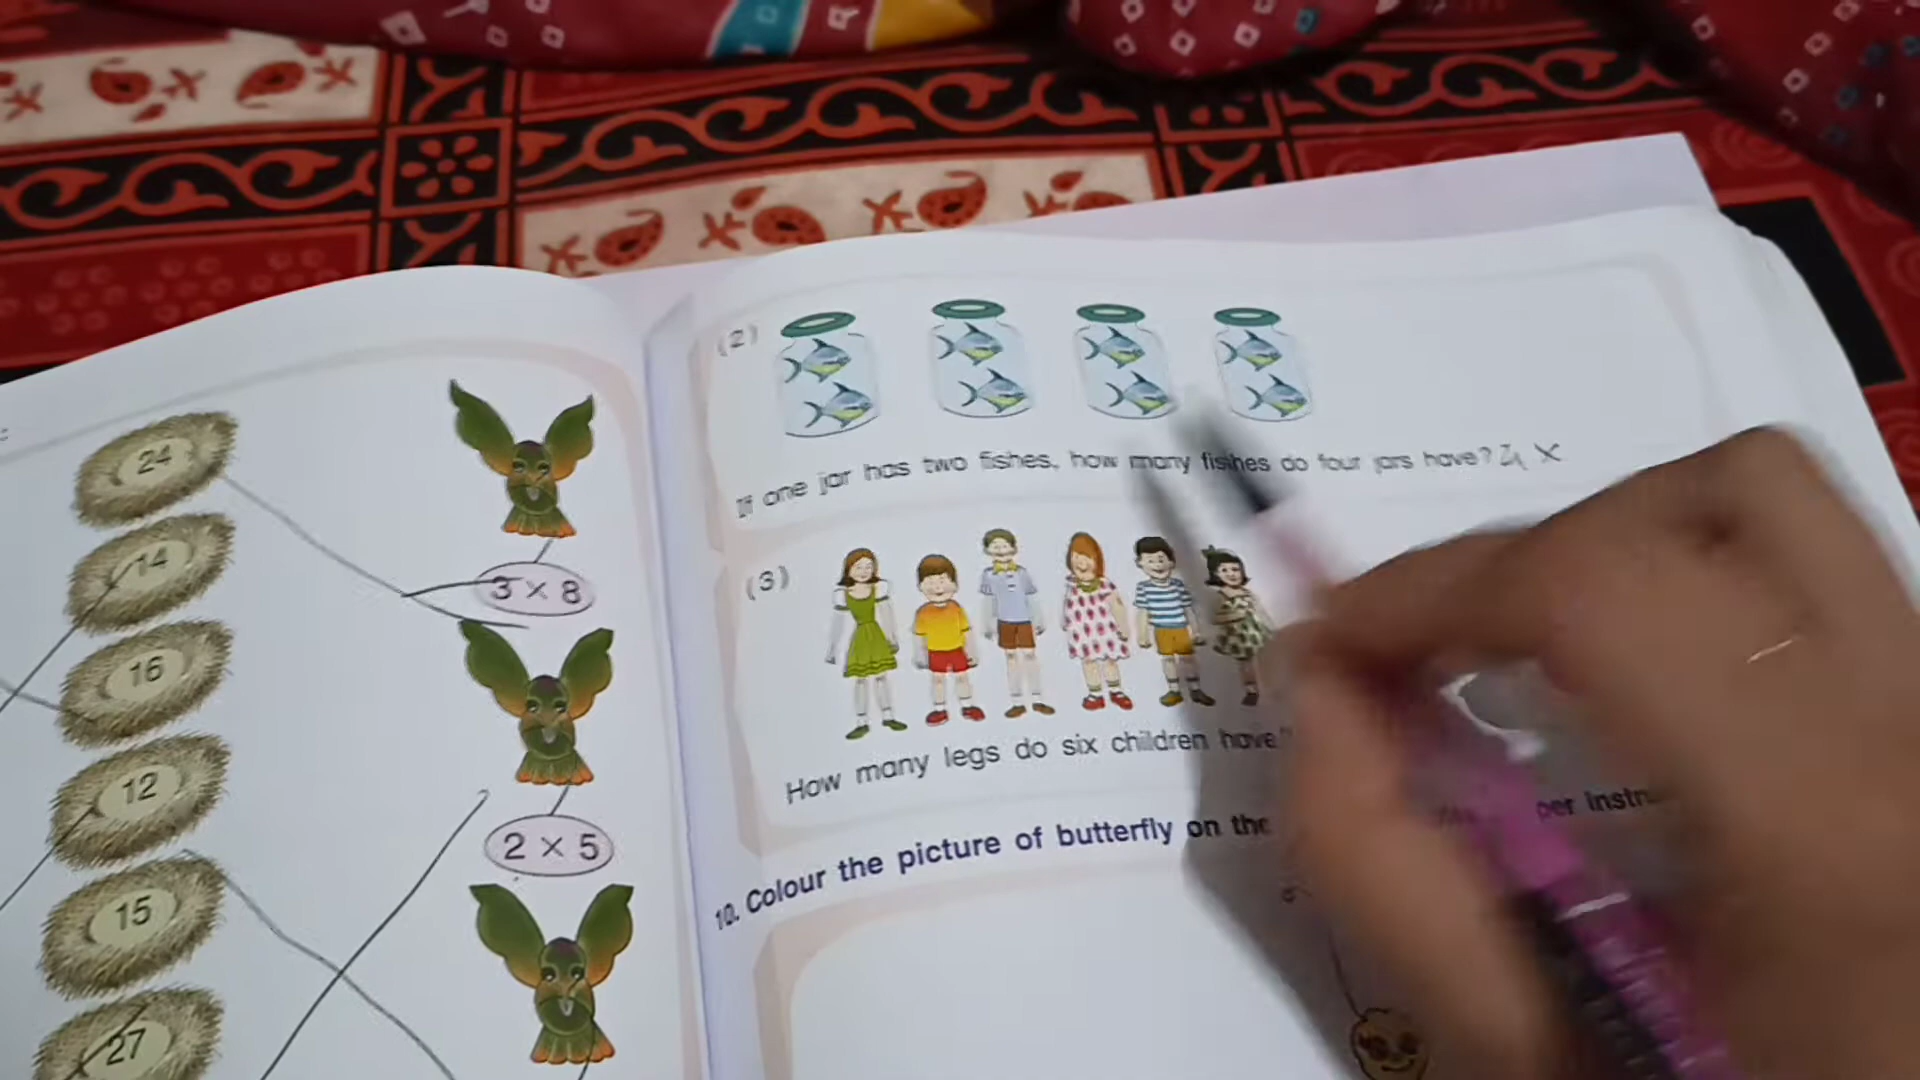 24
14
3 × 8
16
12
2 × 5
15
27
(2)
If one jar has two fishes, how many fishes do four jars have? 4 ×
(3)
How many legs do six children have?
10. Colour the picture of butterfly on the per instru